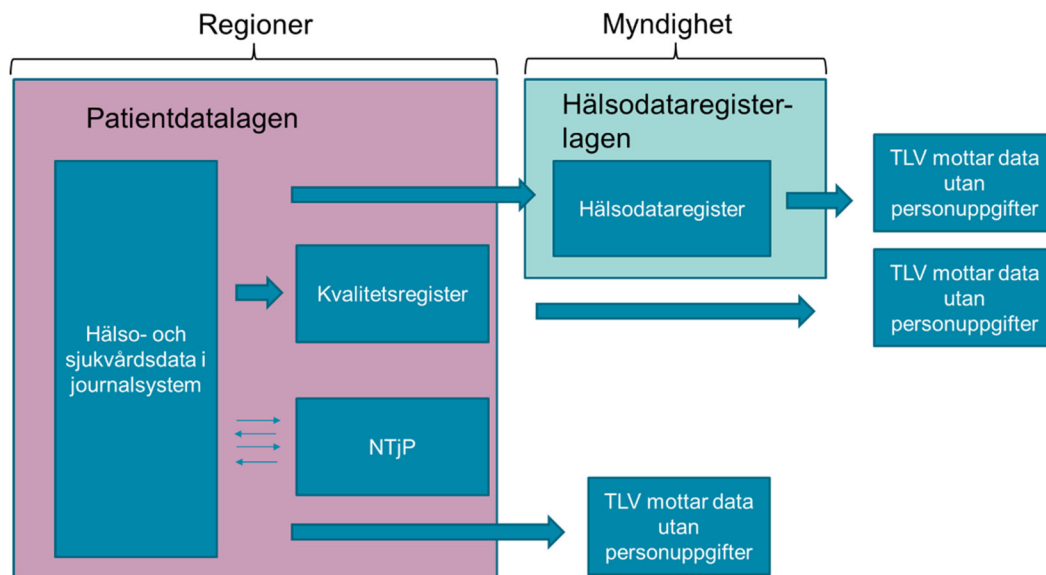 Regioner
Myndighet
Patientdatalagen
Hälsodataregister-
lagen
Hälso- och
sjukvårdsdata i
journalsystem
Kvalitetsregister
NTjP
Hälsodataregister
TLV mottar data
utan
personuppgifter
TLV mottar data
utan
personuppgifter
TLV mottar data
utan
personuppgifter